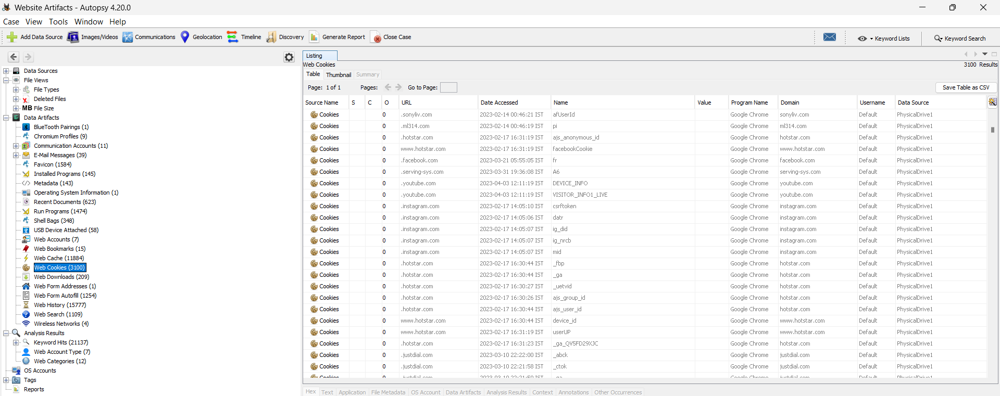 Website Artifacts - Autopsy 4.20.0
Case View Tools Window Help
Add Data Source Images/Videos Communications Geolocation Timeline Discovery Generate Report Close Case Keyword Lists Keyword Search
Data Sources
File Views
File Types
Deleted Files
MB File Size
Data Artifacts
BlueTooth Pairings (1)
Chromium Profiles (9)
Communication Accounts (11)
E-Mail Messages (39)
Favicon (1584)
Installed Programs (145)
Metadata (143)
Operating System Information (1)
Recent Documents (623)
Run Programs (1474)
Shell Bags (348)
USB Device Attached (58)
Web Accounts (7)
Web Bookmarks (15)
Web Cache (11884)
Web Cookies (3100)
Web Downloads (209)
Web Form Addresses (1)
Web Form Autofill (1254)
Web History (15777)
Web Search (1109)
Wireless Networks (4)
Analysis Results
Keyword Hits (21137)
Web Account Type (7)
Web Categories (12)
OS Accounts
Tags
Reports
Listing
Web Cookies 3100 Results
Table Thumbnail Summary
Page: 1 of 1 Pages: Go to Page: Save Table as CSV
Source Name S C O URL Date Accessed Name Value Program Name Domain Username Data Source
Cookies 0 .sonyliv.com 2023-02-14 00:46:21 IST afUserId Google Chrome sonyliv.com Default PhysicalDrive1
Cookies 0 .ml314.com 2023-02-14 00:46:19 IST pi Google Chrome ml314.com Default PhysicalDrive1
Cookies 0 .hotstar.com 2023-02-17 16:31:19 IST ajs_anonymous_id Google Chrome hotstar.com Default PhysicalDrive1
Cookies 0 www.hotstar.com 2023-02-17 16:31:19 IST facebookCookie Google Chrome www.hotstar.com Default PhysicalDrive1
Cookies 0 .facebook.com 2023-03-21 05:55:05 IST fr Google Chrome facebook.com Default PhysicalDrive1
Cookies 0 .serving-sys.com 2023-03-31 19:36:08 IST A6 Google Chrome serving-sys.com Default PhysicalDrive1
Cookies 0 .youtube.com 2023-04-03 12:11:19 IST DEVICE_INFO Google Chrome youtube.com Default PhysicalDrive1
Cookies 0 .youtube.com 2023-04-03 12:11:19 IST VISITOR_INFO1_LIVE Google Chrome youtube.com Default PhysicalDrive1
Cookies 0 .instagram.com 2023-02-17 14:05:10 IST csrftoken Google Chrome instagram.com Default PhysicalDrive1
Cookies 0 .instagram.com 2023-02-17 14:05:06 IST datr Google Chrome instagram.com Default PhysicalDrive1
Cookies 0 .instagram.com 2023-02-17 14:05:07 IST ig_did Google Chrome instagram.com Default PhysicalDrive1
Cookies 0 .instagram.com 2023-02-17 14:05:07 IST ig_nrcb Google Chrome instagram.com Default PhysicalDrive1
Cookies 0 .instagram.com 2023-02-17 14:05:07 IST mid Google Chrome instagram.com Default PhysicalDrive1
Cookies 0 .hotstar.com 2023-02-17 16:30:44 IST _fbp Google Chrome hotstar.com Default PhysicalDrive1
Cookies 0 .hotstar.com 2023-02-17 16:30:44 IST _ga Google Chrome hotstar.com Default PhysicalDrive1
Cookies 0 .hotstar.com 2023-02-17 16:30:27 IST _uetvid Google Chrome hotstar.com Default PhysicalDrive1
Cookies 0 .hotstar.com 2023-02-17 16:30:26 IST ajs_group_id Google Chrome hotstar.com Default PhysicalDrive1
Cookies 0 .hotstar.com 2023-02-17 16:30:44 IST ajs_user_id Google Chrome hotstar.com Default PhysicalDrive1
Cookies 0 www.hotstar.com 2023-02-17 16:30:44 IST device_id Google Chrome www.hotstar.com Default PhysicalDrive1
Cookies 0 www.hotstar.com 2023-02-17 16:31:19 IST userUP Google Chrome www.hotstar.com Default PhysicalDrive1
Cookies 0 .hotstar.com 2023-02-17 16:31:23 IST _ga_QV5FD29XJC Google Chrome hotstar.com Default PhysicalDrive1
Cookies 0 .justdial.com 2023-03-10 22:22:00 IST _abck Google Chrome justdial.com Default PhysicalDrive1
Cookies 0 .justdial.com 2023-03-10 22:21:58 IST _ctok Google Chrome justdial.com Default PhysicalDrive1
Hex Text Application File Metadata OS Account Data Artifacts Analysis Results Context Annotations Other Occurrences